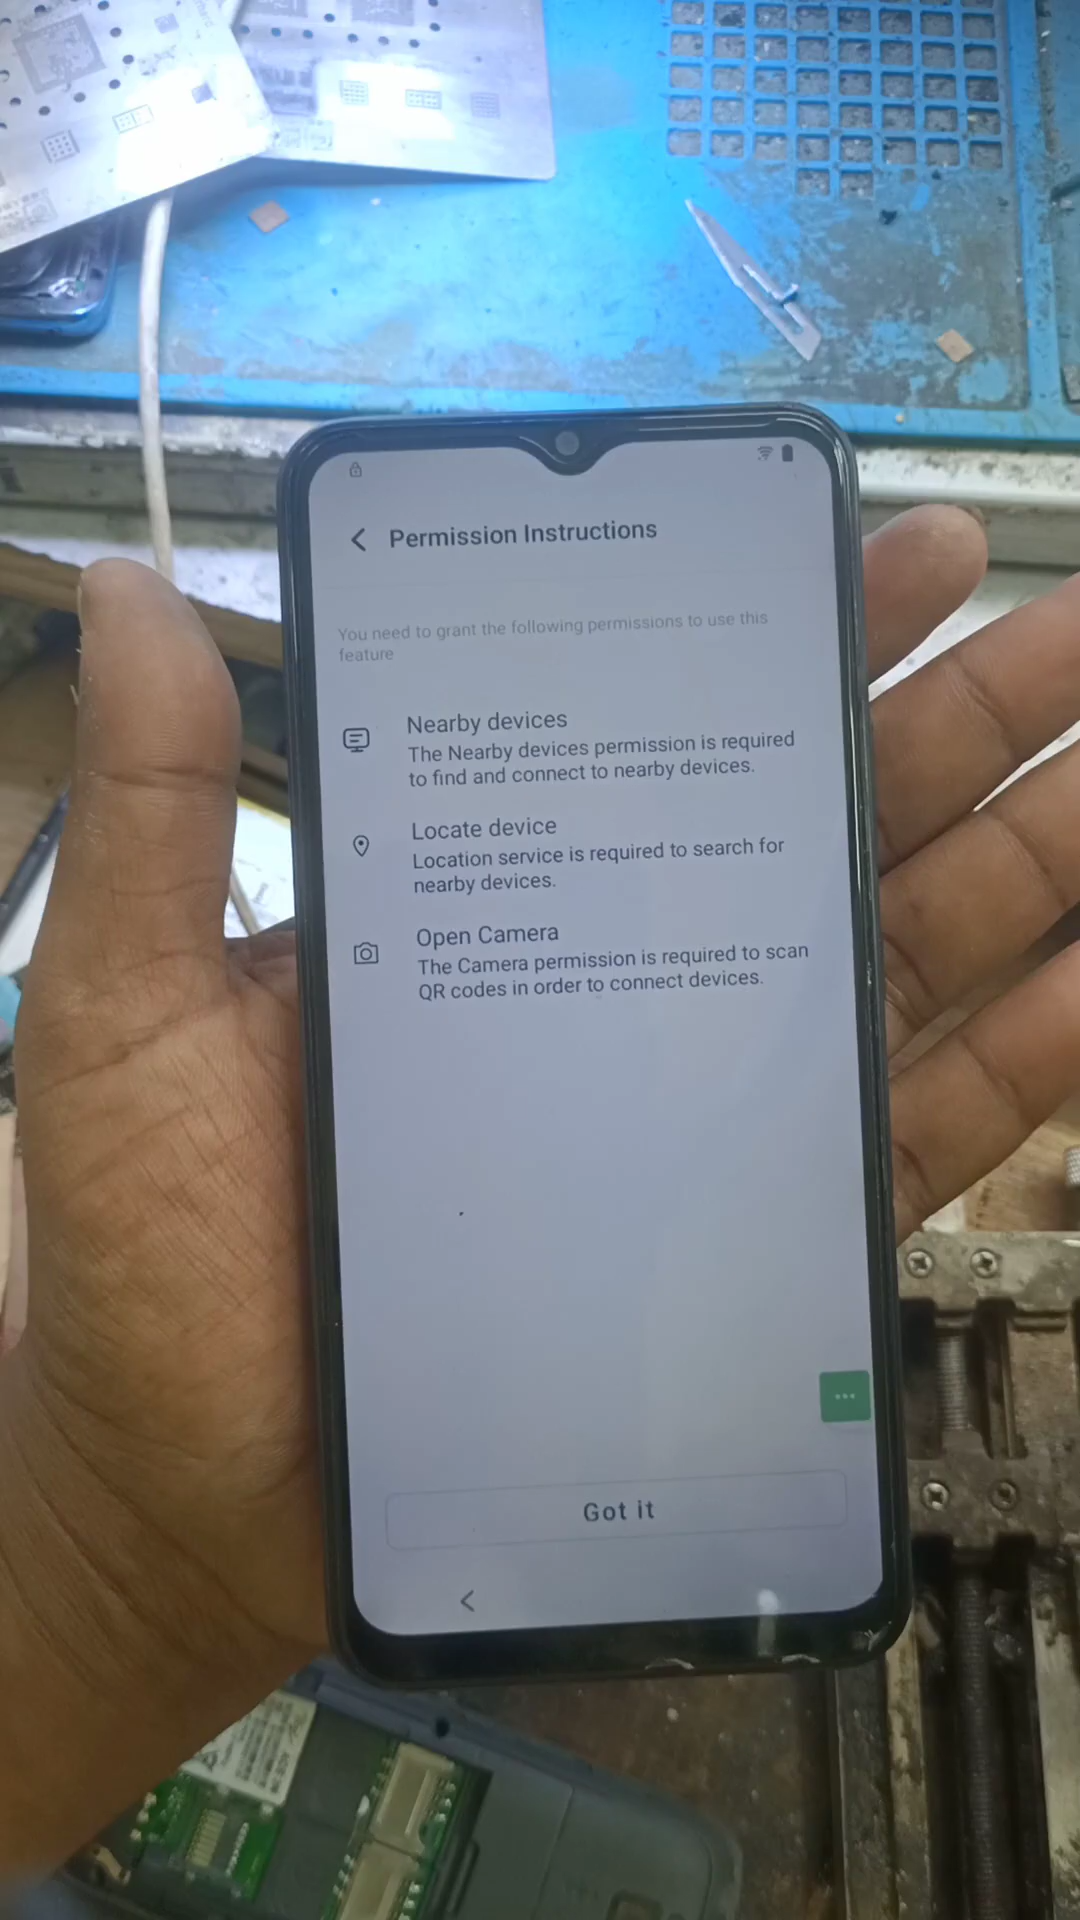 Permission Instructions
You need to grant the following permissions to use this
feature
Nearby devices
The Nearby devices permission is required
to find and connect to nearby devices.
Locate device
Location service is required to search for
nearby devices.
Open Camera
The Camera permission is required to scan
QR codes in order to connect devices.
Got it